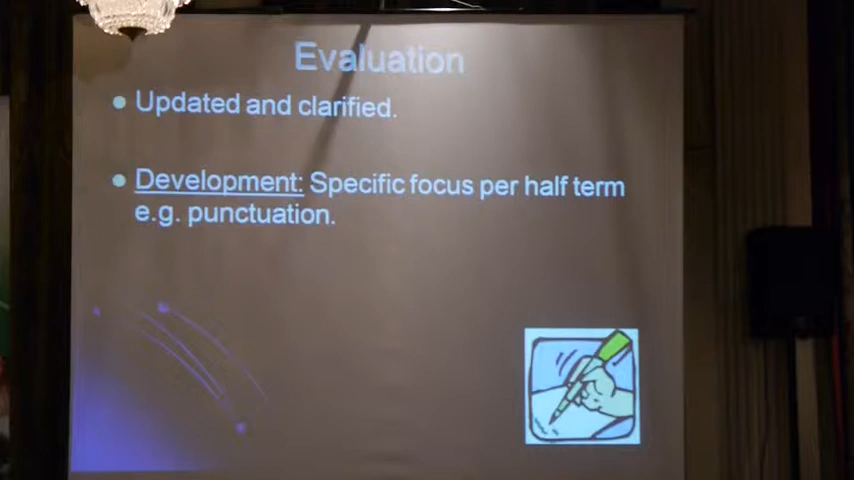 Evaluation
Updated and clarified.
Development: Specific focus per half term
e.g. punctuation.